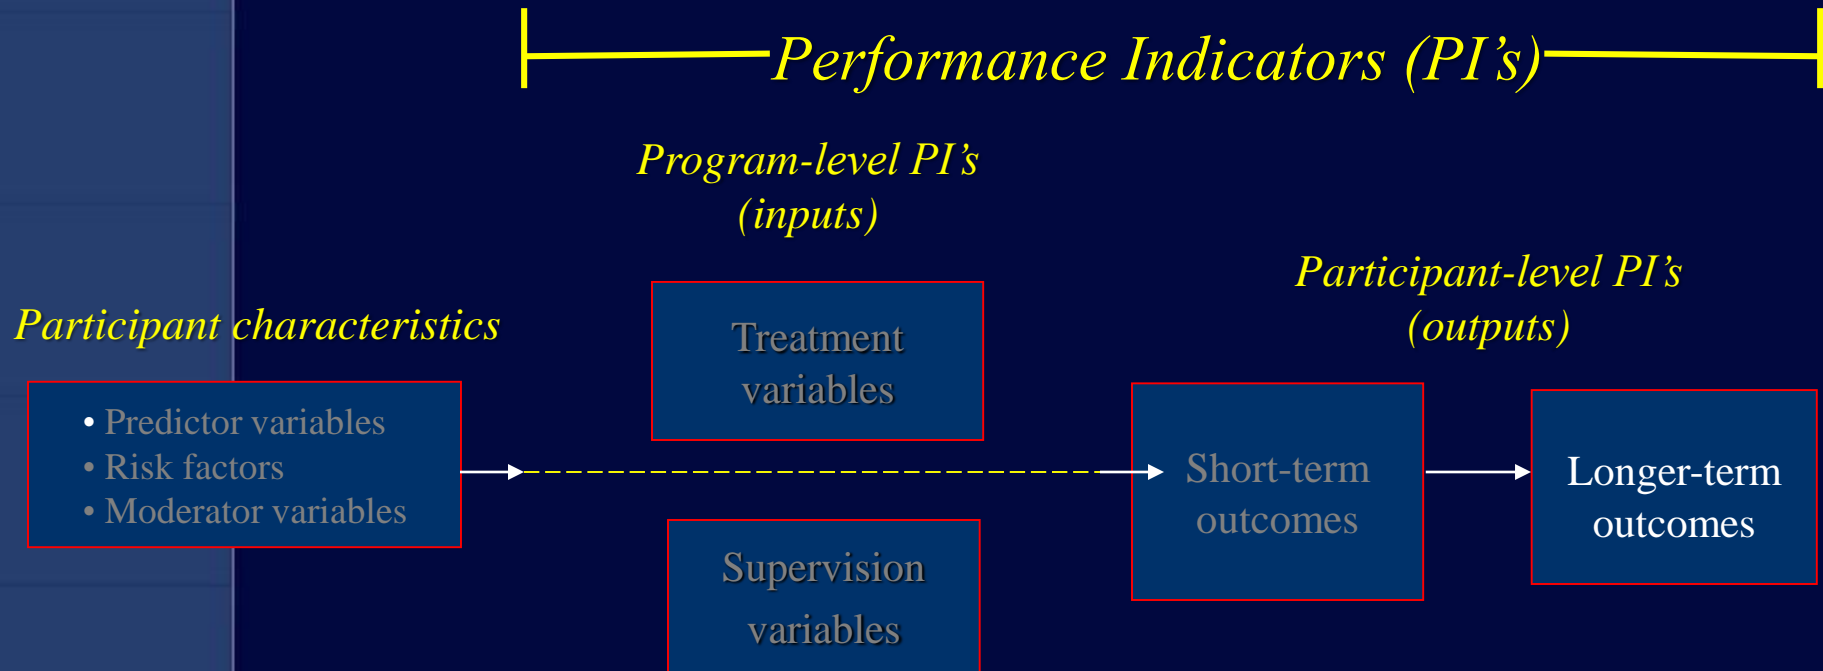 Performance Indicators (PI’s)
Program-level PI’s
(inputs)
Participant-level PI’s
(outputs)
Participant characteristics
• Predictor variables
• Risk factors
• Moderator variables
Treatment
variables
Supervision
variables
Short-term
outcomes
Longer-term
outcomes